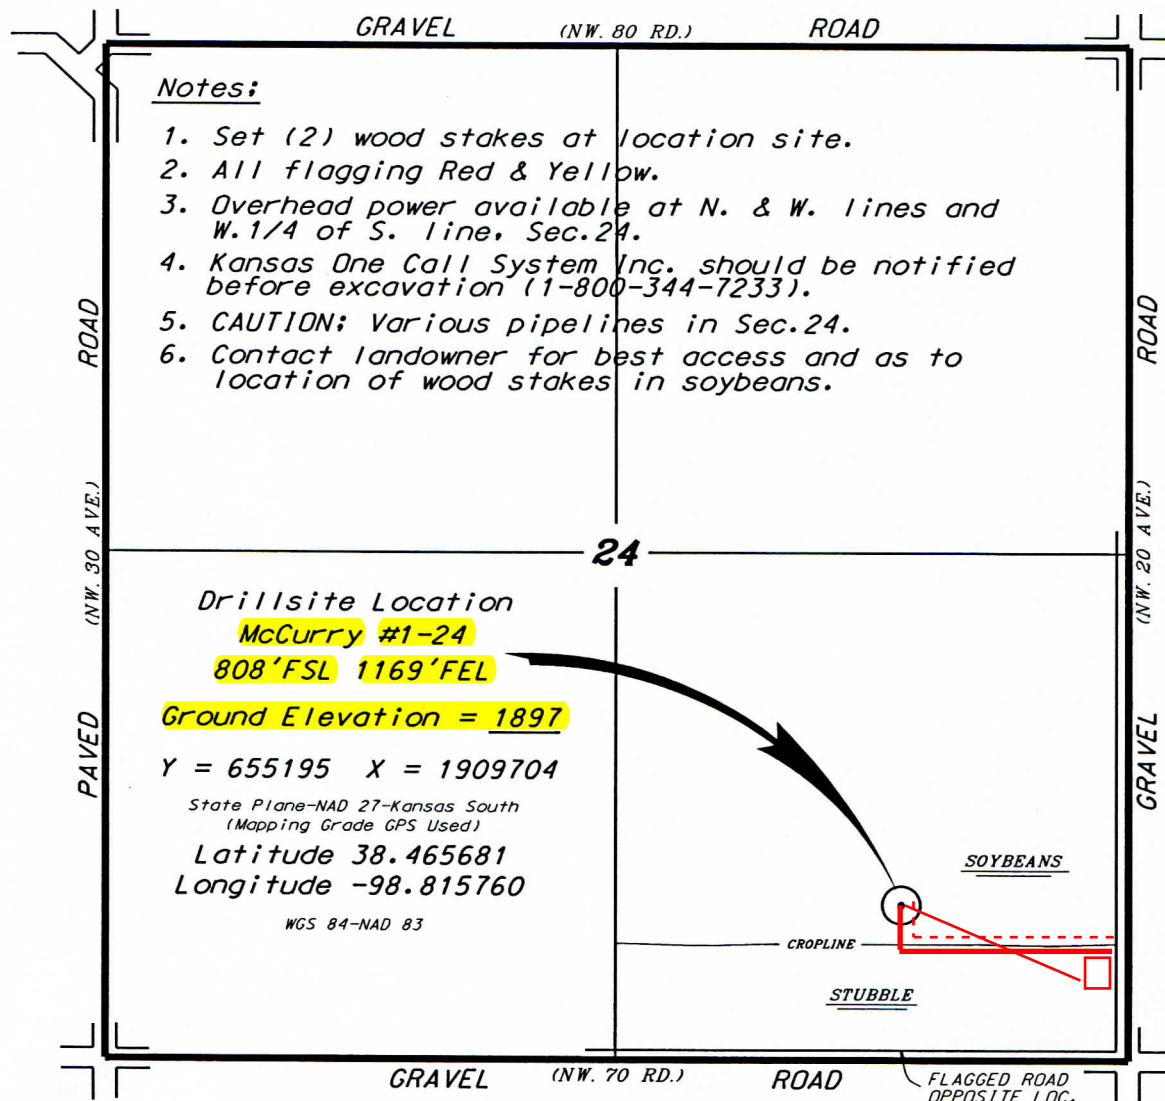 GRAVEL (NW. 80 RD.) ROAD
Notes:
1. Set (2) wood stakes at location site.
2. All flagging Red & Yellow.
3. Overhead power available at N. & W. lines and
W.1/4 of S. line, Sec.24.
4. Kansas One Call System Inc. should be notified
before excavation (1-800-344-7233).
5. CAUTION: Various pipelines in Sec.24.
6. Contact landowner for best access and as to
location of wood stakes in soybeans.
ROAD
(NW. 30 AVE.)
PAVED
ROAD
(NW. 20 AVE.)
GRAVEL
24
Drillsite Location
McCurry #1-24
808'FSL 1169'FEL
Ground Elevation = 1897
Y = 655195 X = 1909704
State Plane-NAD 27-Kansas South
(Mapping Grade GPS Used)
Latitude 38.465681
Longitude -98.815760
WGS 84-NAD 83
SOYBEANS
CROPLINE
STUBBLE
GRAVEL (NW. 70 RD.) ROAD
FLAGGED ROAD
OPPOSITE LOC.